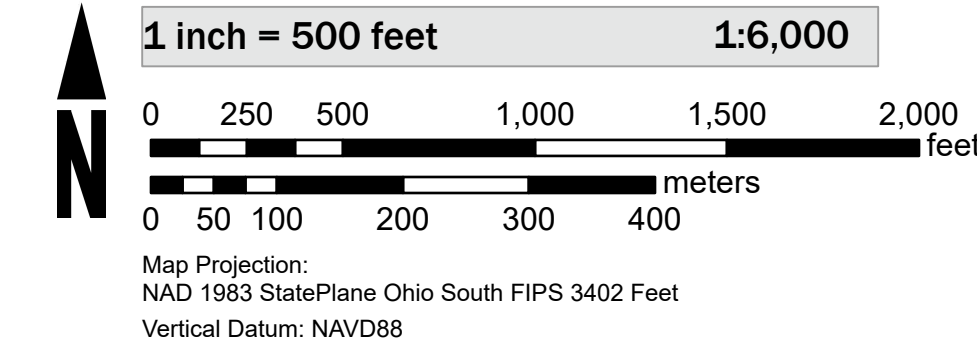 1 inch = 500 feet 1:6,000
0 250 500 1,000 1,500 2,000
feet
meters
0 50 100 200 300 400
N
Map Projection:
NAD 1983 StatePlane Ohio South FIPS 3402 Feet
Vertical Datum: NAVD88